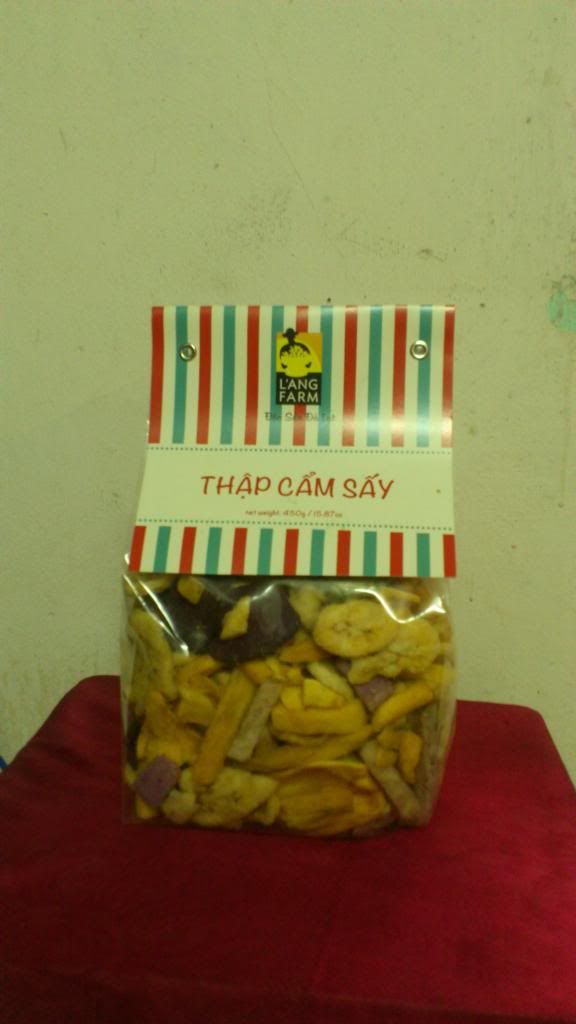 L'ANG
FARM
Đặc Sản Đà Lạt
THẬP CẨM SẤY
net weight: 450g / 15.87oz